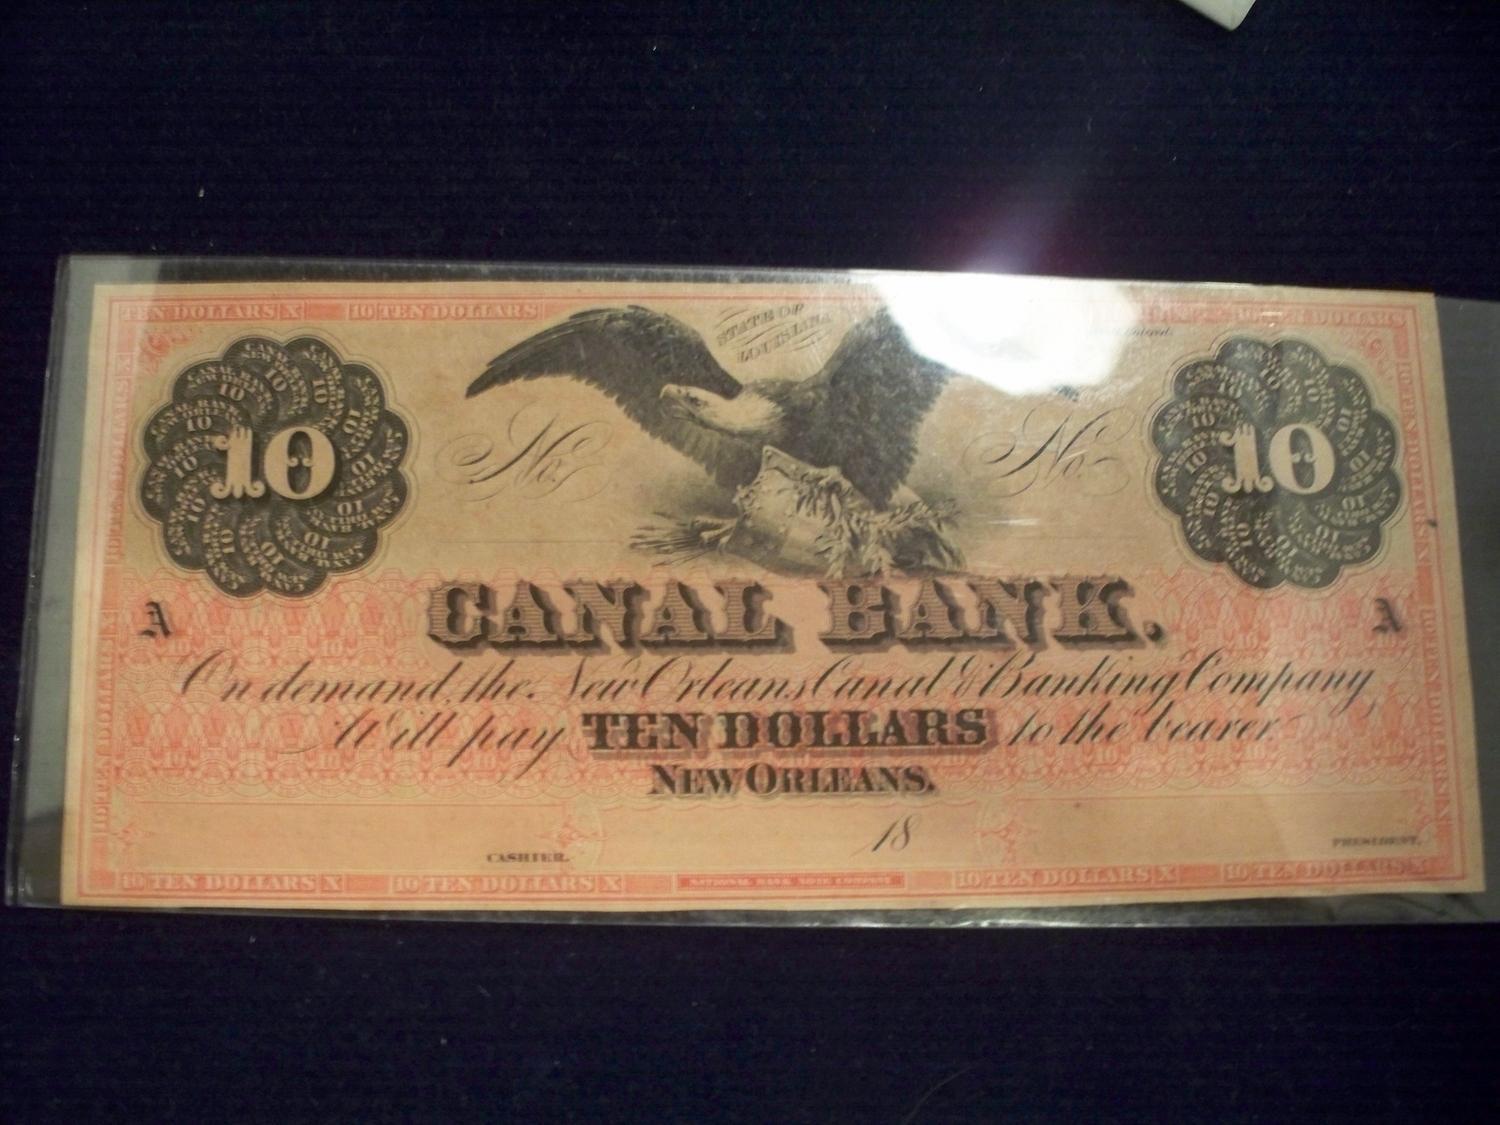 TEN DOLLARS X 10 TEN DOLLARS
STATE OF
LOUISIANA
10 10
No. No.
A A
CANAL BANK.
On demand, the New Orleans Canal & Banking Company,
Will pay TEN DOLLARS to the bearer
NEW ORLEANS.
18
CASHIER. PRESIDENT.
10 TEN DOLLARS X 10 TEN DOLLARS X NATIONAL BANK NOTE COMPANY 10 TEN DOLLARS X 10 TEN DOLLARS X